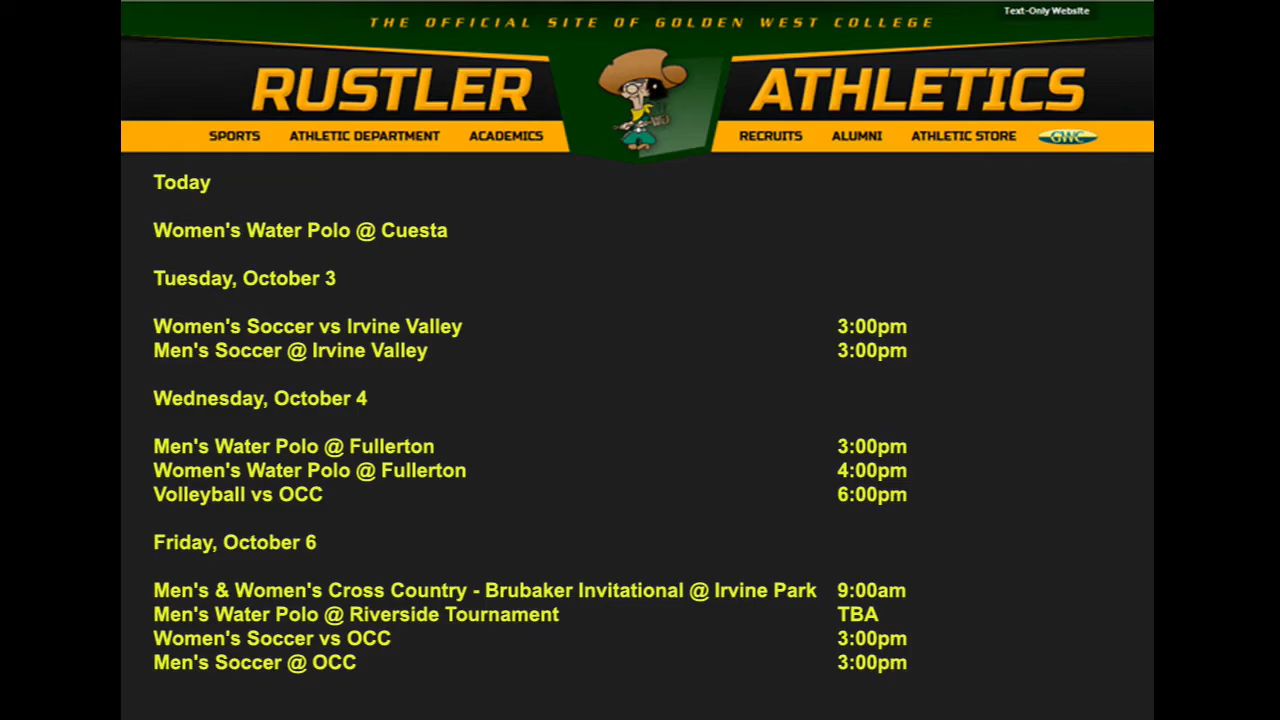 Text-Only Website
THE OFFICIAL SITE OF GOLDEN WEST COLLEGE
RUSTLER ATHLETICS
SPORTS ATHLETIC DEPARTMENT ACADEMICS RECRUITS ALUMNI ATHLETIC STORE GWC
Today
Women's Water Polo @ Cuesta
Tuesday, October 3
Women's Soccer vs Irvine Valley 3:00pm
Men's Soccer @ Irvine Valley 3:00pm
Wednesday, October 4
Men's Water Polo @ Fullerton 3:00pm
Women's Water Polo @ Fullerton 4:00pm
Volleyball vs OCC 6:00pm
Friday, October 6
Men's & Women's Cross Country - Brubaker Invitational @ Irvine Park 9:00am
Men's Water Polo @ Riverside Tournament TBA
Women's Soccer vs OCC 3:00pm
Men's Soccer @ OCC 3:00pm